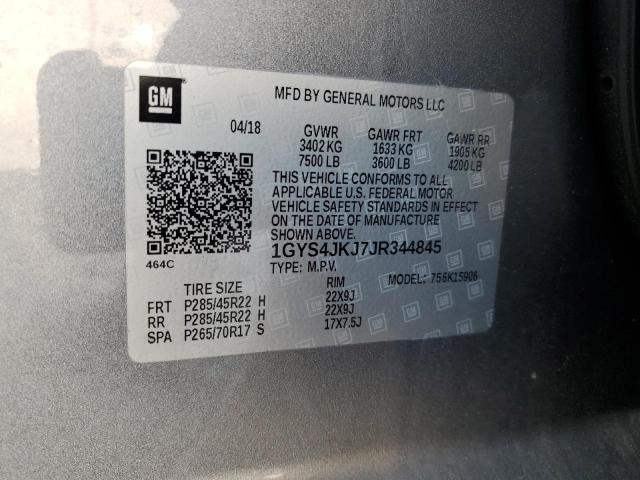 GM
MFD BY GENERAL MOTORS LLC
04/18 GVWR GAWR FRT GAWR RR
3402 KG 1633 KG 1905 KG
7500 LB 3600 LB 4200 LB
THIS VEHICLE CONFORMS TO ALL
APPLICABLE U.S. FEDERAL MOTOR
VEHICLE SAFETY STANDARDS IN EFFECT
ON THE DATE OF MANUFACTURE
SHOWN ABOVE.
1GYS4JKJ7JR344845
464C
TYPE: M.P.V. MODEL: 756K15906
TIRE SIZE RIM
FRT P285/45R22 H 22X9J
RR P285/45R22 H 22X9J
SPA P265/70R17 S 17X7.5J